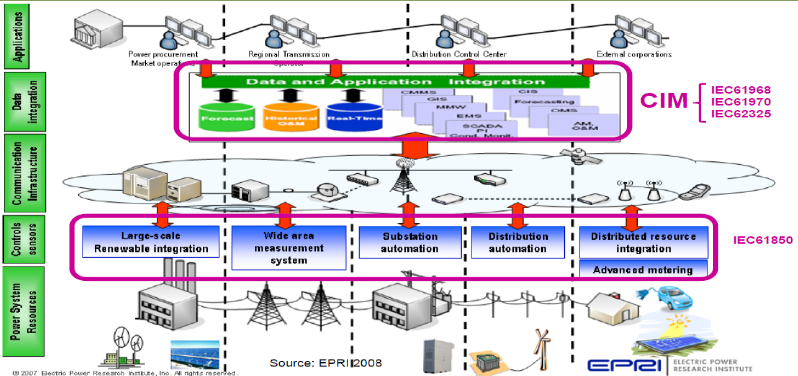 Applications
Power procurement
Market operations
Regional Transmission
Operator
Distribution Control Center
External corporations
Data
integration
Data and Application Integration
CIM
IEC61968
IEC61970
IEC62325
Forecast
Historical
O&M
Real-Time
CMMS
GIS
MMW
EMS
SCADA
PI
Cond. Monit.
CIS
Forecasting
OMS
AM,
O&M
Communication
Infrastructure
Controls
sensors
Large-scale
Renewable integration
Wide area
measurement
system
Substation
automation
Distribution
automation
Distributed resource
integration
Advanced metering
IEC61850
Power System
Resources
Source: EPRI 2008
EPRI
ELECTRIC POWER
RESEARCH INSTITUTE
© 2007 Electric Power Research Institute, Inc. All rights reserved.